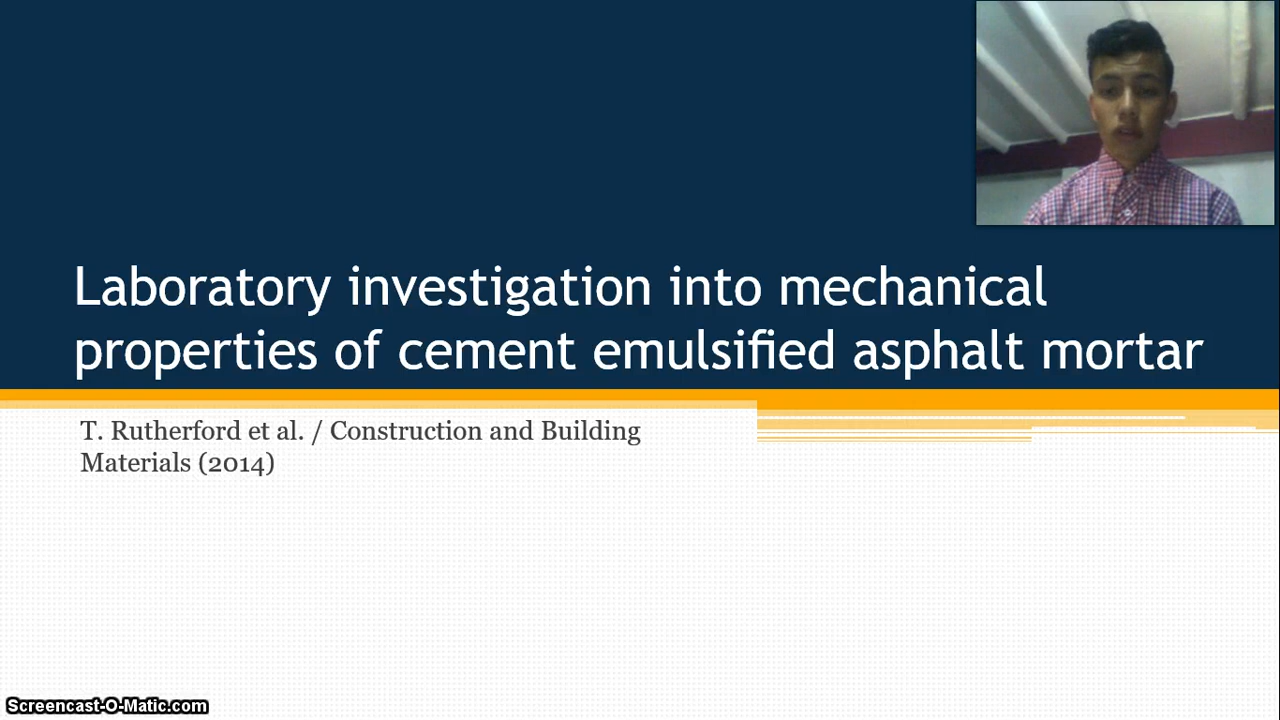 Laboratory investigation into mechanical
properties of cement emulsified asphalt mortar
T. Rutherford et al. / Construction and Building
Materials (2014)
Screencast-O-Matic.com